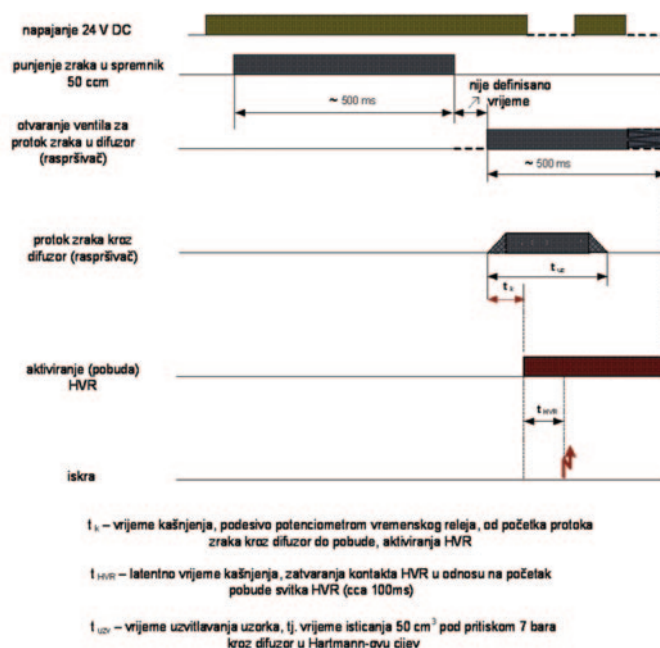 napajanje 24 V DC
punjenje zraka u spremnik
50 ccm
~ 500 ms
nije definisano
vrijeme
otvaranje ventila za
protok zraka u difuzor
(raspršivač)
~ 500 ms
protok zraka kroz
difuzor (raspršivač)
t uz
t k
aktiviranje (pobuda)
HVR
t HVR
iskra
t k – vrijeme kašnjenja, podesivo potenciometrom vremenskog releja, od početka protoka
zraka kroz difuzor do pobude, aktiviranja HVR
t HVR – latentno vrijeme kašnjenja, zatvaranja kontakta HVR u odnosu na početak
pobude svitka HVR (cca 100ms)
t uzv – vrijeme uzvitlavanja uzorka, tj. vrijeme isticanja 50 cm³ pod pritiskom 7 bara
kroz difuzor u Hartmann-ovu cijev